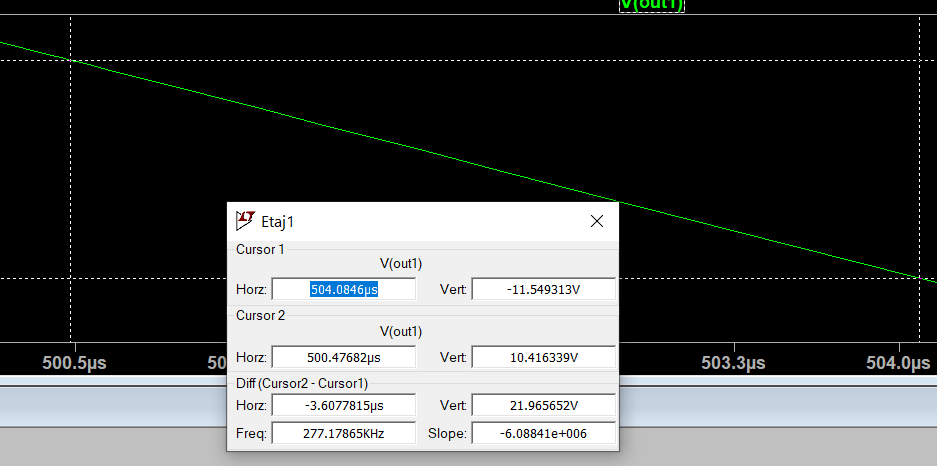 V(out1)
Etaj1
Cursor 1
V(out1)
Horz: 504.0846µs Vert: -11.549313V
Cursor 2
V(out1)
Horz: 500.47682µs Vert: 10.416339V
Diff (Cursor2 - Cursor1)
Horz: -3.6077815µs Vert: 21.965652V
Freq: 277.17865KHz Slope: -6.08841e+006
500.5µs 50 503.3µs 504.0µs